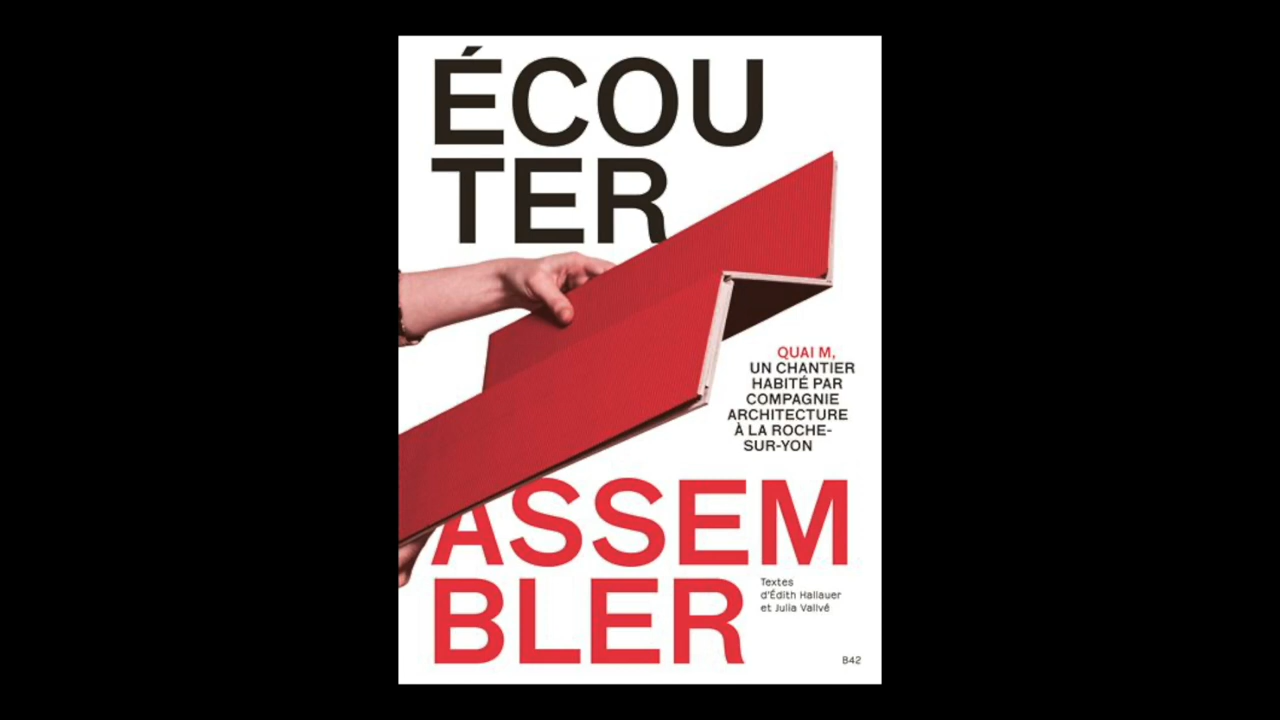 ÉCOU
TER
QUAI M,
UN CHANTIER
HABITÉ PAR
COMPAGNIE
ARCHITECTURE
À LA ROCHE-
SUR-YON
ASSEM
BLER
Textes
d'Édith Hallauer
et Julia Vallvé
B42